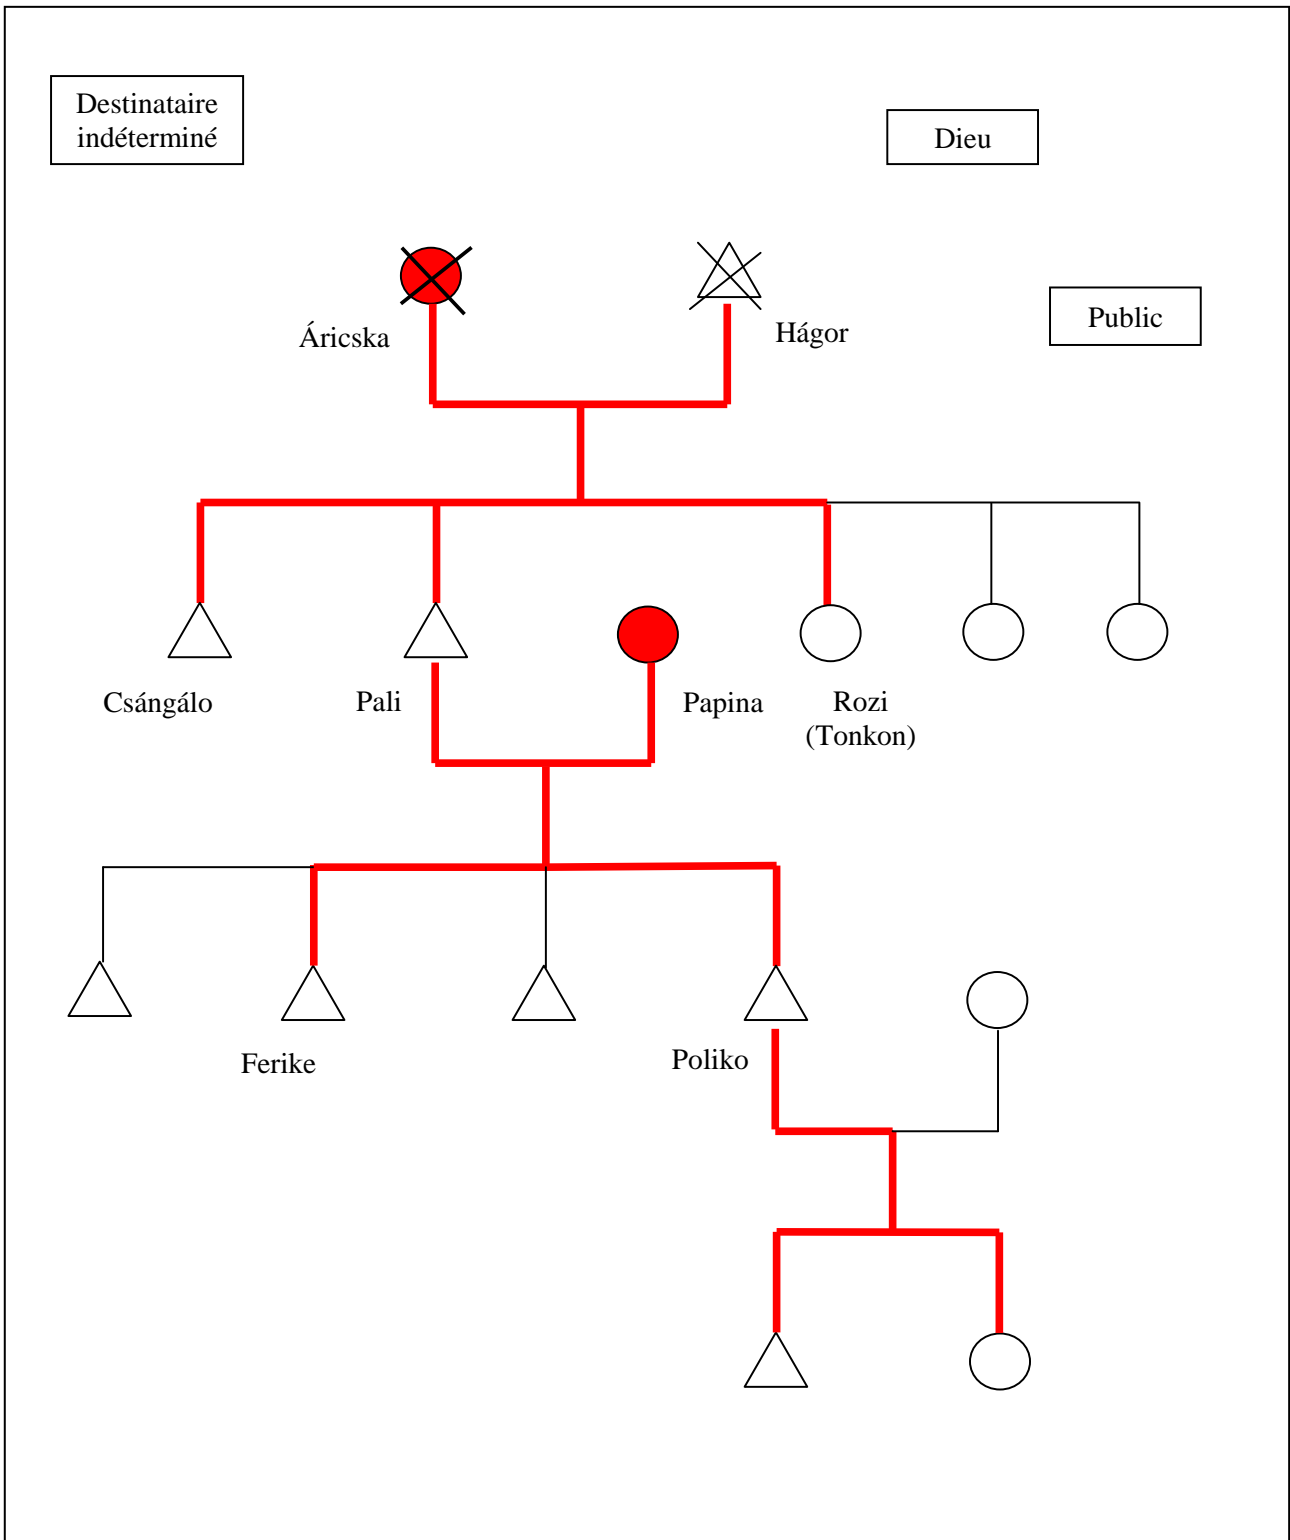 Destinataire
indéterminé
Dieu
Public
Áricska
Hágor
Csángálo
Pali
Papina
Rozi
(Tonkon)
Ferike
Poliko